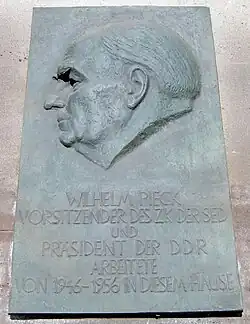 WILHELM PIECK
VORSITZENDER DES ZK DER SED
UND
PRÄSIDENT DER DDR
ARBEITETE
VON 1946-1956 IN DIESEM HAUSE